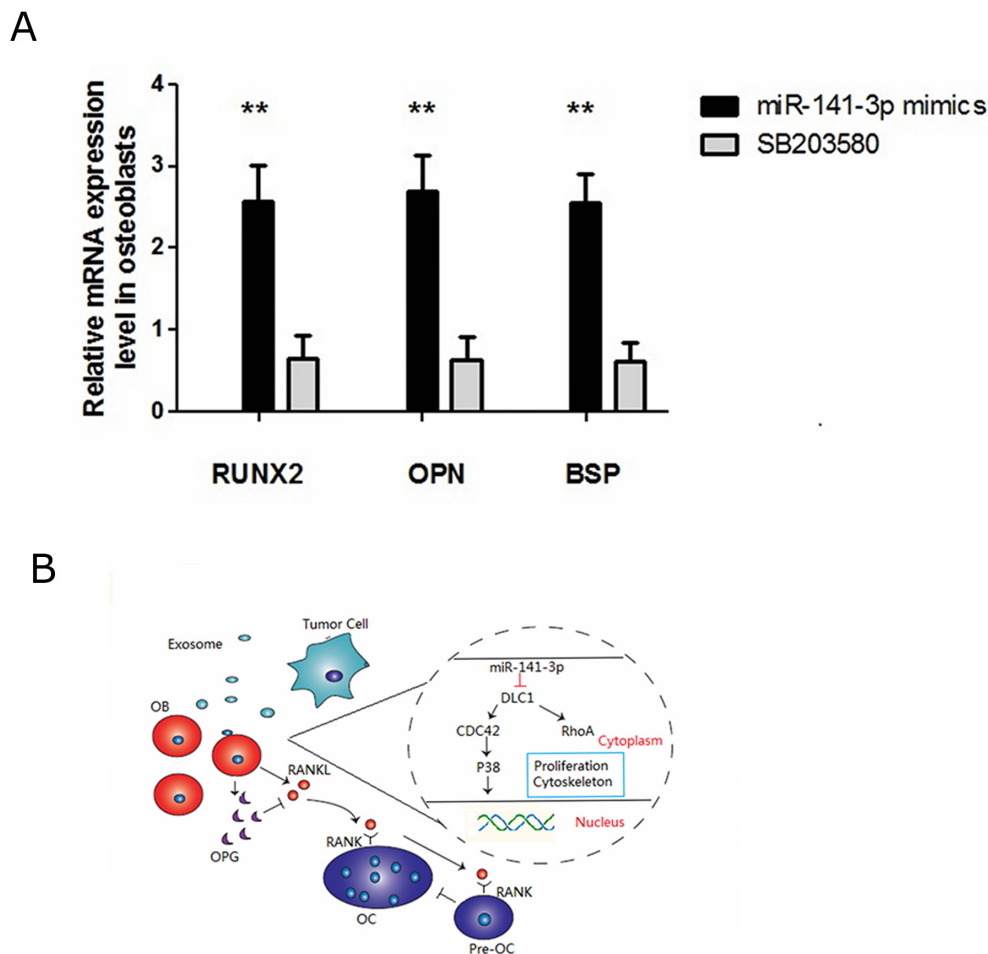 A
Relative mRNA expression
level in osteoblasts
4
3
2
1
0
**
**
**
miR-141-3p mimics
SB203580
RUNX2
OPN
BSP
B
Tumor Cell
Exosome
OB
RANKL
OPG
RANK
OC
RANK
Pre-OC
miR-141-3p
DLC1
CDC42
RhoA
Cytoplasm
P38
Proliferation
Cytoskeleton
Nucleus